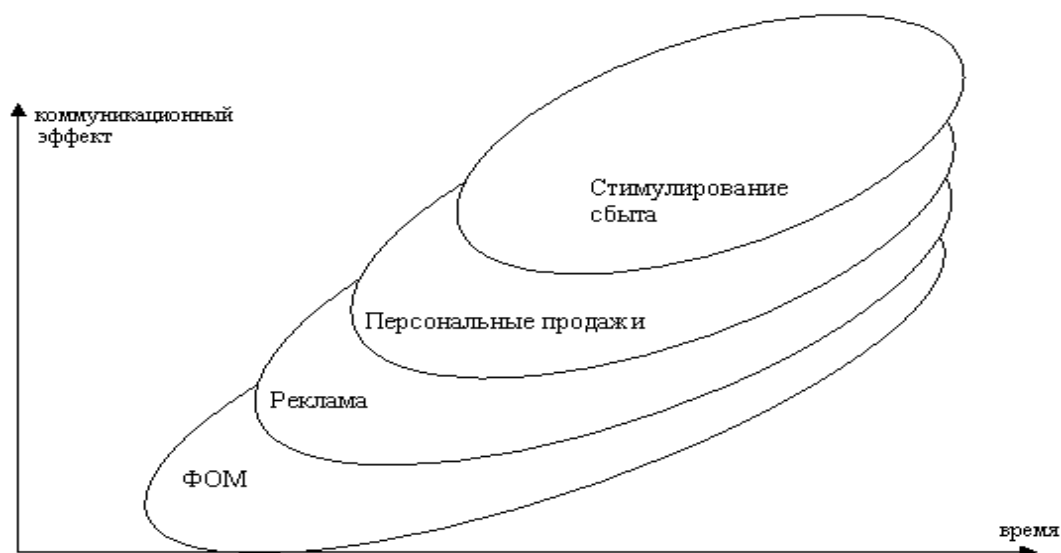 коммуникационный
эффект
Стимулирование
сбыта
Персональные продажи
Реклама
ФОМ
время